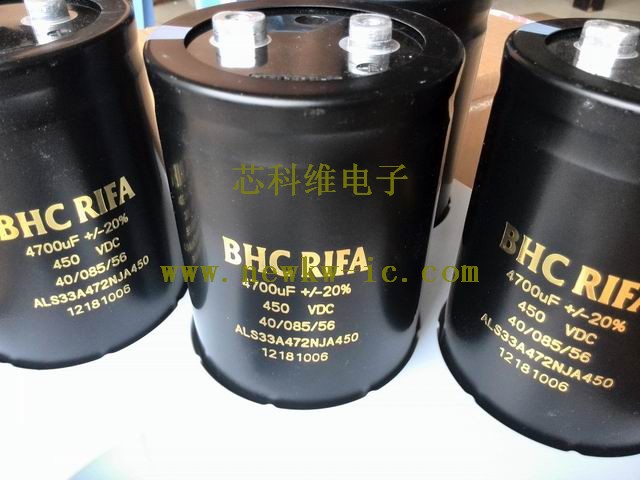 BHC RIFA
4700uF +/-20%
450 VDC
40/085/56
ALS33A472NJA450
12181006
芯科维电子
BHC RIFA
4700uF +/-20%
450 VDC
40/085/56
ALS33A472NJA450
12181006
www.newkw-ic.com
BHC RIFA
4700uF +/-20%
450 VDC
40/085/56
ALS33A472NJA450
12181006